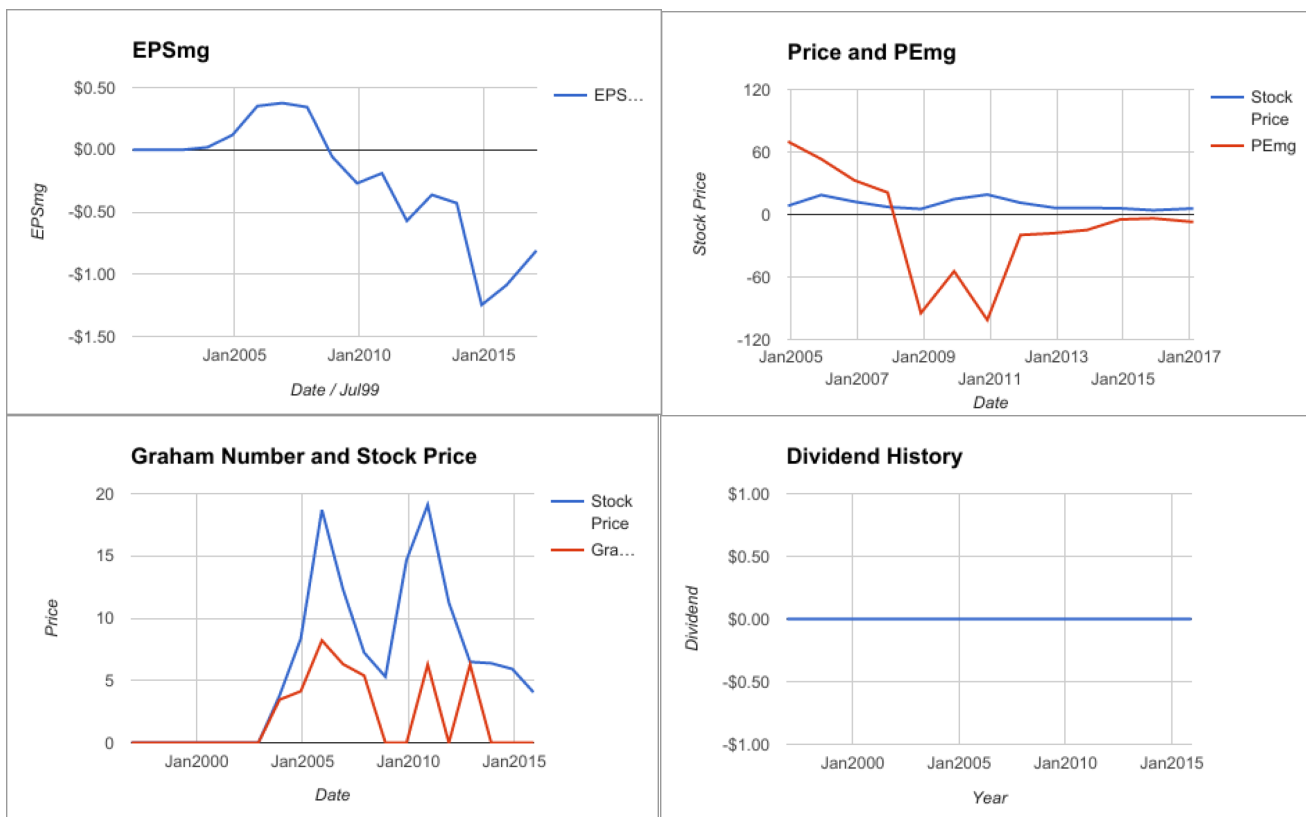 EPSmg
$0.50
$0.00
-$0.50
-$1.00
-$1.50
EPSmg
Jan2005
Jan2010
Jan2015
Date / Jul99
EPS…
Price and PEmg
120
60
0
-60
-120
Stock Price
Jan2005
Jan2009
Jan2013
Jan2017
Jan2007
Jan2011
Jan2015
Date
Stock
Price
PEmg
Graham Number and Stock Price
20
15
10
5
0
Price
Jan2000
Jan2005
Jan2010
Jan2015
Date
Stock
Price
Gra…
Dividend History
$1.00
$0.50
$0.00
-$0.50
-$1.00
Dividend
Jan2000
Jan2005
Jan2010
Jan2015
Year